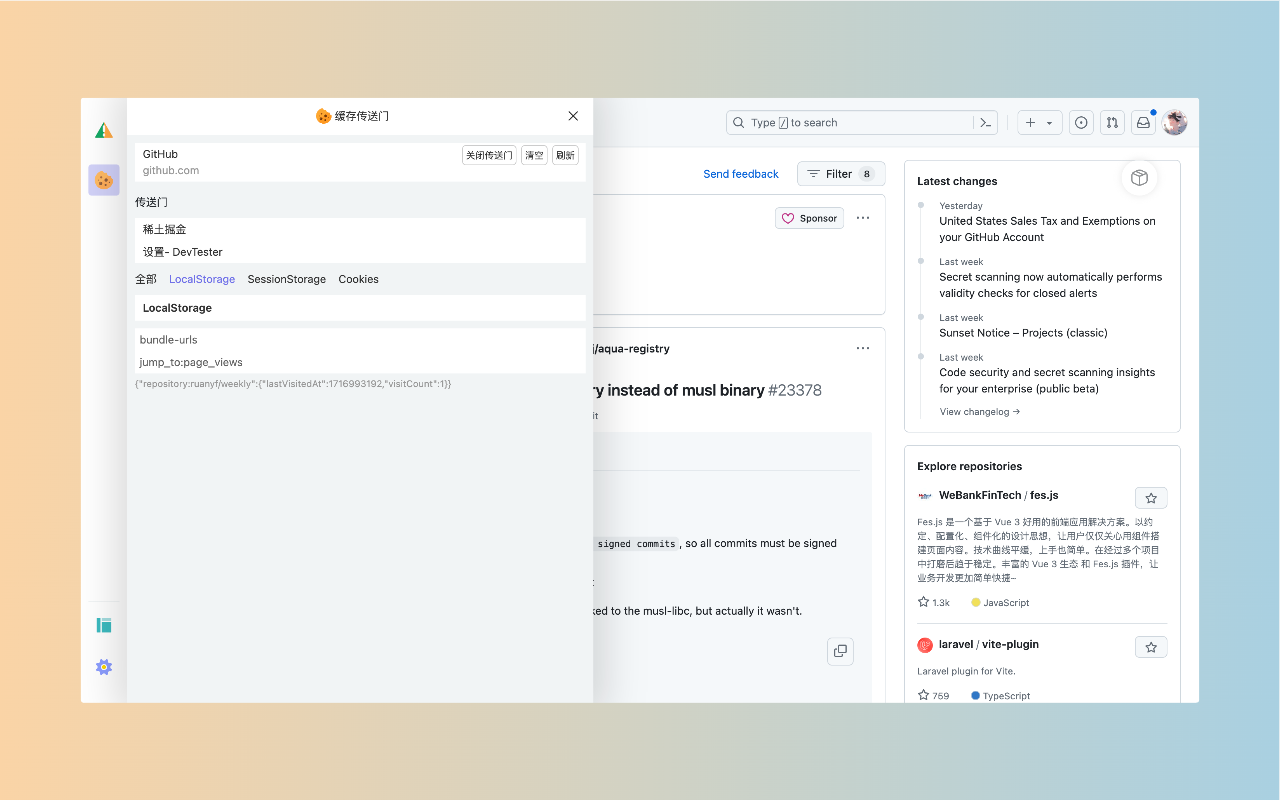 缓存传送门
GitHub
github.com
关闭传送门
清空
刷新
传送门
稀土掘金
设置- DevTester
全部
LocalStorage
SessionStorage
Cookies
LocalStorage
bundle-urls
jump_to:page_views
{"repository:ruanyf/weekly":{"lastVisitedAt":1716993192,"visitCount":1}}
Type / to search
Send feedback
Filter 8
Sponsor
j/aqua-registry
ry instead of musl binary #23378
it
signed commits, so all commits must be signed
ked to the musl-libc, but actually it wasn't.
Latest changes
Yesterday
United States Sales Tax and Exemptions on
your GitHub Account
Last week
Secret scanning now automatically performs
validity checks for closed alerts
Last week
Sunset Notice – Projects (classic)
Last week
Code security and secret scanning insights
for your enterprise (public beta)
View changelog →
Explore repositories
WeBankFinTech / fes.js
Fes.js 是一个基于 Vue 3 好用的前端应用解决方案。以约
定、配置化、组件化的设计思想，让用户仅仅关心用组件搭
建页面内容。技术曲线平缓，上手也简单。在经过多个项目
中打磨后趋于稳定。丰富的 Vue 3 生态 和 Fes.js 插件，让
业务开发更加简单快捷~
1.3k
JavaScript
laravel / vite-plugin
Laravel plugin for Vite.
759
TypeScript